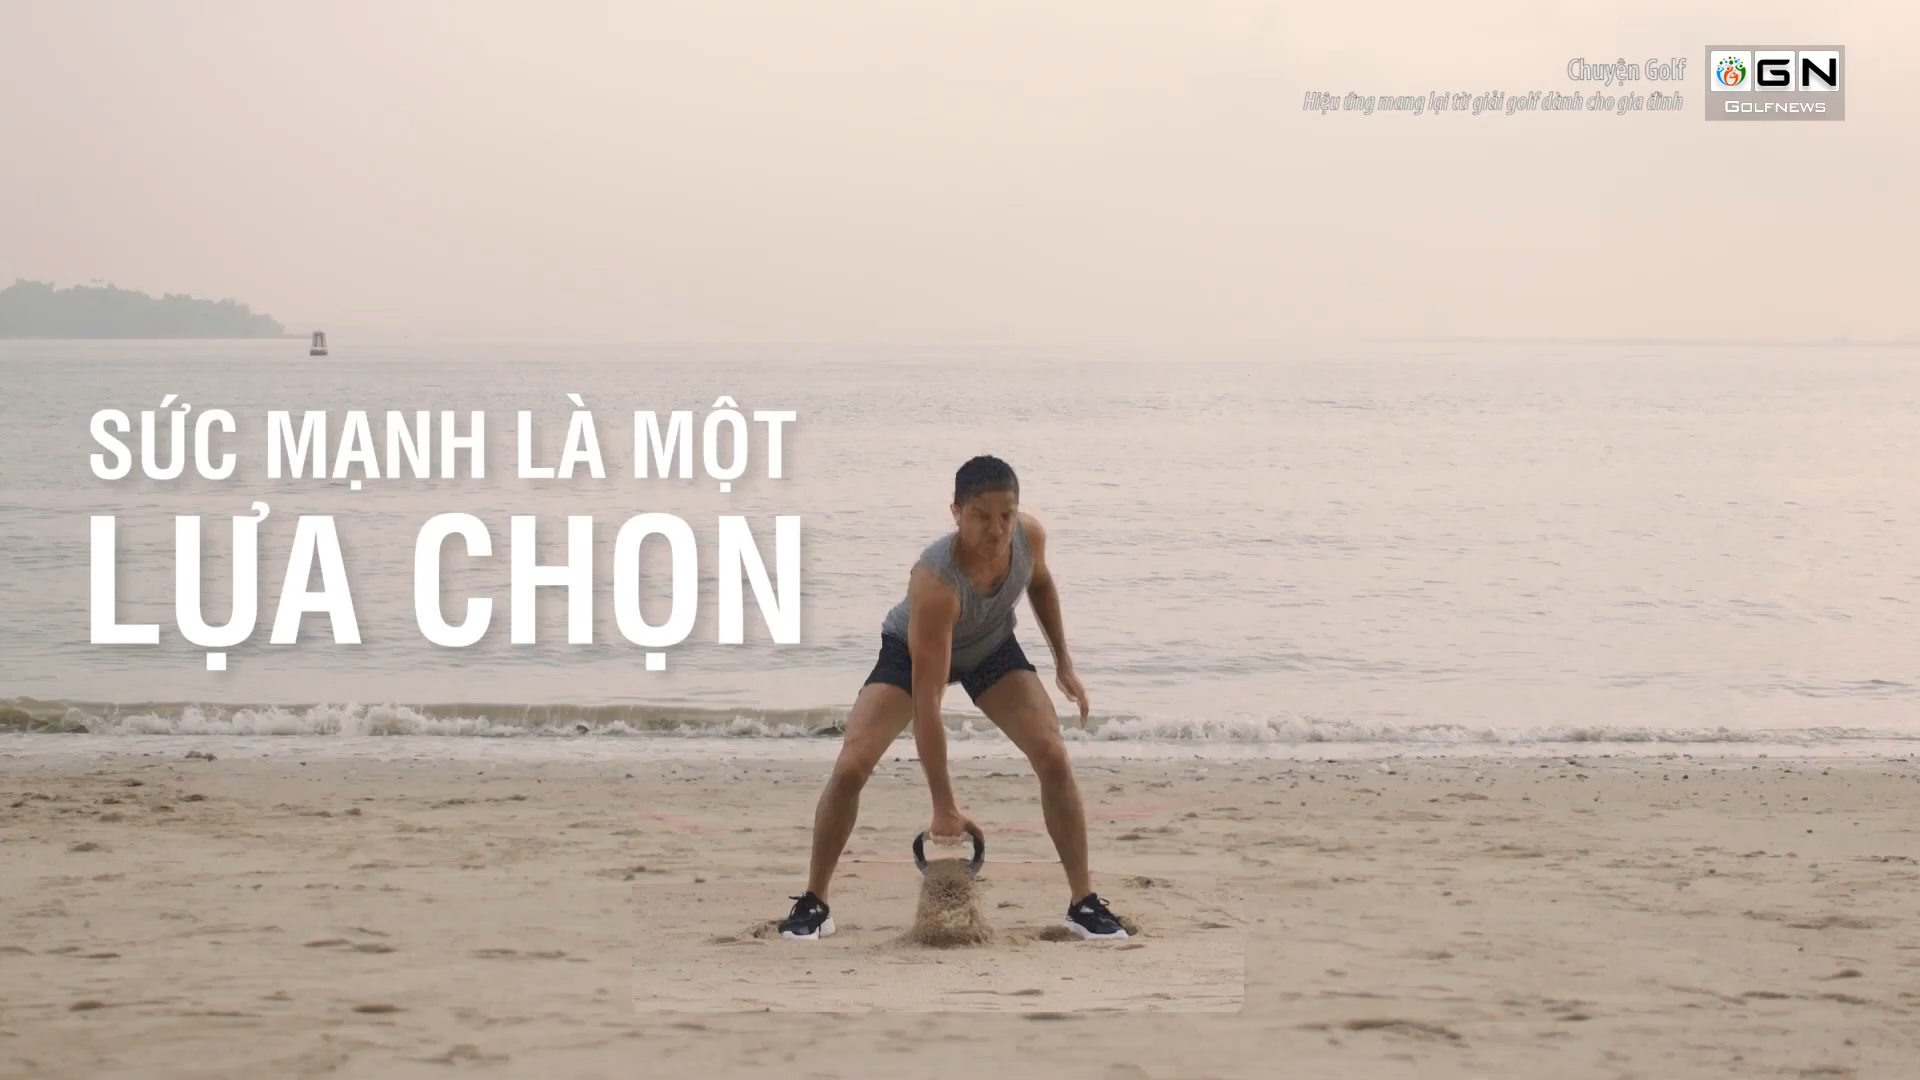 Chuyện Golf
Hiệu ứng mang lại từ giải golf dành cho gia đình
GN
GOLFNEWS
SỨC MẠNH LÀ MỘT
LỰA CHỌN